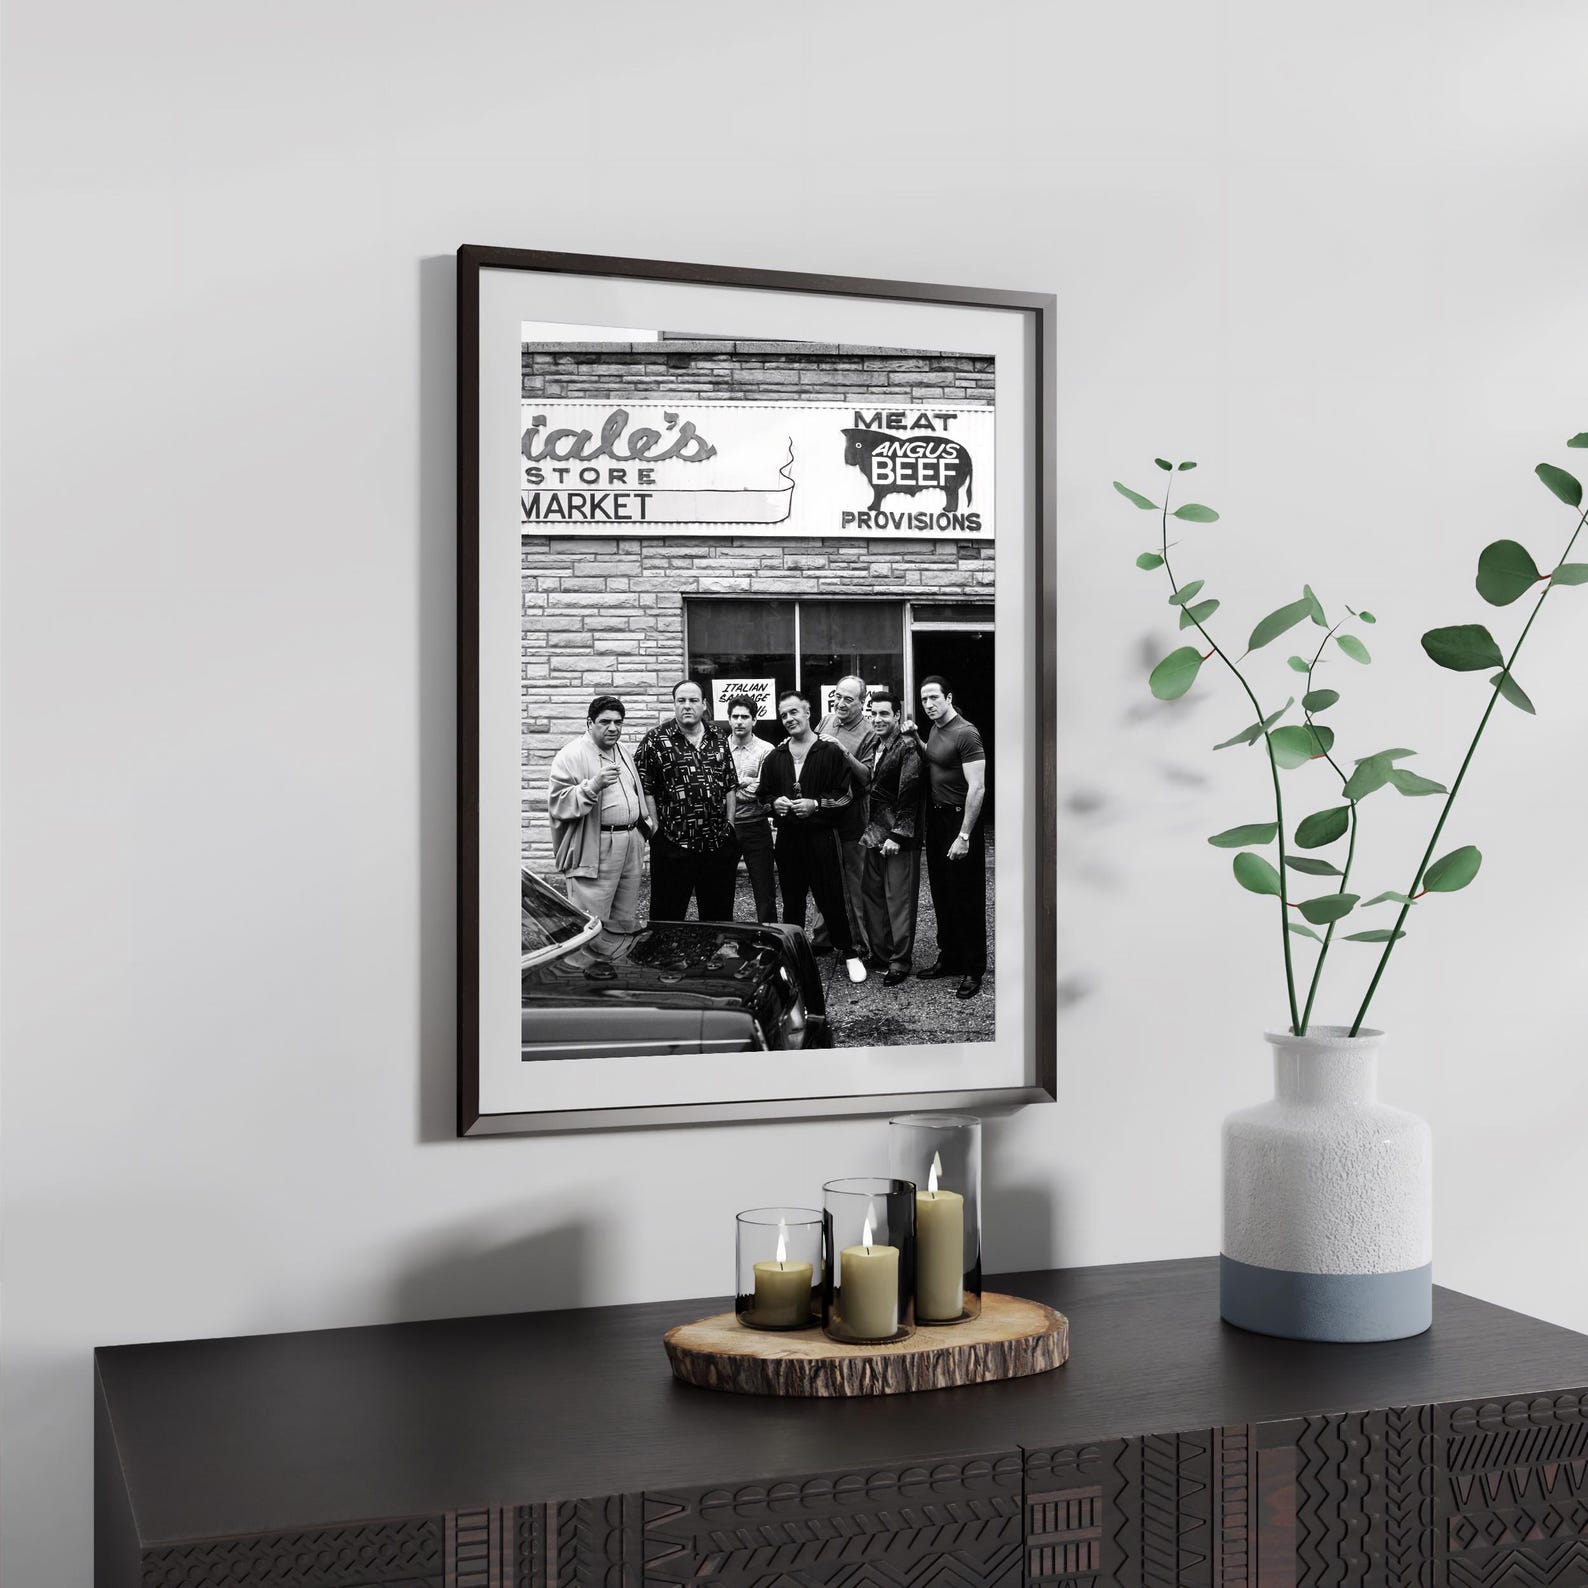 iale's
STORE
MARKET
MEAT
ANGUS
BEEF
PROVISIONS
ITALIAN